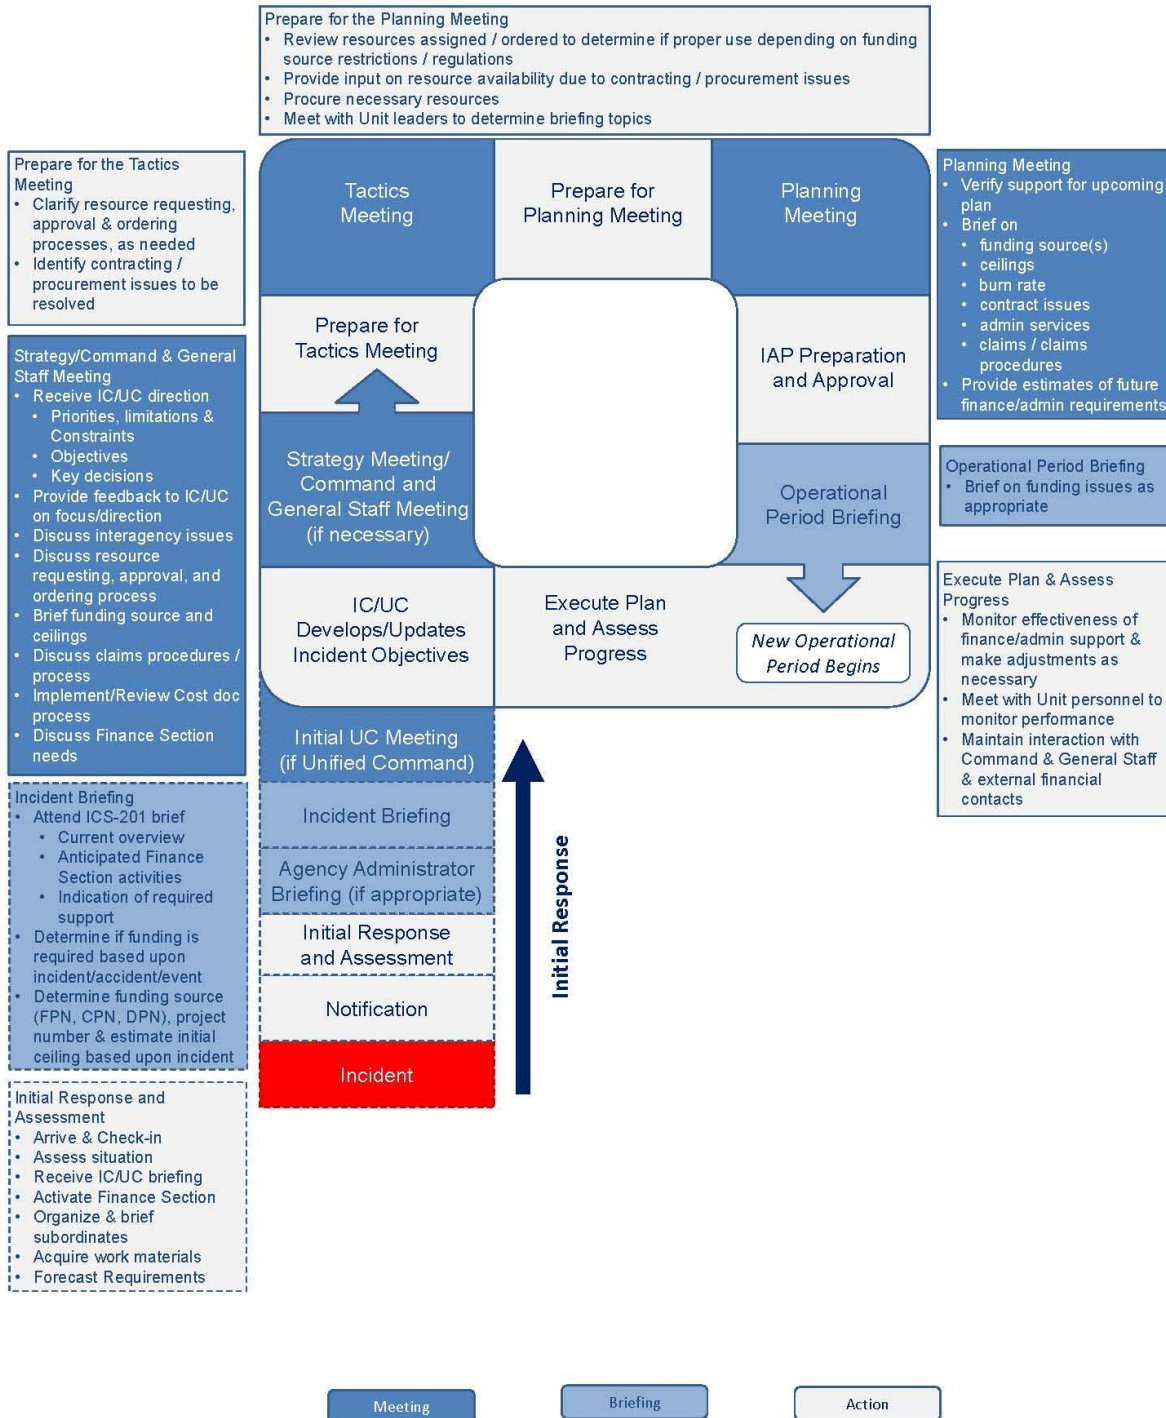 Prepare for the Planning Meeting
• Review resources assigned / ordered to determine if proper use depending on funding
source restrictions / regulations
• Provide input on resource availability due to contracting / procurement issues
• Procure necessary resources
• Meet with Unit leaders to determine briefing topics
Prepare for the Tactics
Meeting
• Clarify resource requesting,
approval & ordering
processes, as needed
• Identify contracting /
procurement issues to be
resolved
Strategy/Command & General
Staff Meeting
• Receive IC/UC direction
• Priorities, limitations &
Constraints
• Objectives
• Key decisions
• Provide feedback to IC/UC
on focus/direction
• Discuss interagency issues
• Discuss resource
requesting, approval, and
ordering process
• Brief funding source and
ceilings
• Discuss claims procedures /
process
• Implement/Review Cost doc
process
• Discuss Finance Section
needs
Incident Briefing
• Attend ICS-201 brief
• Current overview
• Anticipated Finance
Section activities
• Indication of required
support
• Determine if funding is
required based upon
incident/accident/event
• Determine funding source
(FPN, CPN, DPN), project
number & estimate initial
ceiling based upon incident
Initial Response and
Assessment
• Arrive & Check-in
• Assess situation
• Receive IC/UC briefing
• Activate Finance Section
• Organize & brief
subordinates
• Acquire work materials
• Forecast Requirements
Tactics
Meeting
Prepare for
Planning Meeting
Planning
Meeting
Prepare for
Tactics Meeting
IAP Preparation
and Approval
Strategy Meeting/
Command and
General Staff Meeting
(if necessary)
Operational
Period Briefing
IC/UC
Develops/Updates
Incident Objectives
Execute Plan
and Assess
Progress
New Operational
Period Begins
Initial UC Meeting
(if Unified Command)
Incident Briefing
Agency Administrator
Briefing (if appropriate)
Initial Response
and Assessment
Notification
Incident
Initial Response
Planning Meeting
• Verify support for upcoming
plan
• Brief on
• funding source(s)
• ceilings
• burn rate
• contract issues
• admin services
• claims / claims
procedures
• Provide estimates of future
finance/admin requirements
Operational Period Briefing
• Brief on funding issues as
appropriate
Execute Plan & Assess
Progress
• Monitor effectiveness of
finance/admin support &
make adjustments as
necessary
• Meet with Unit personnel to
monitor performance
• Maintain interaction with
Command & General Staff
& external financial
contacts
Meeting
Briefing
Action